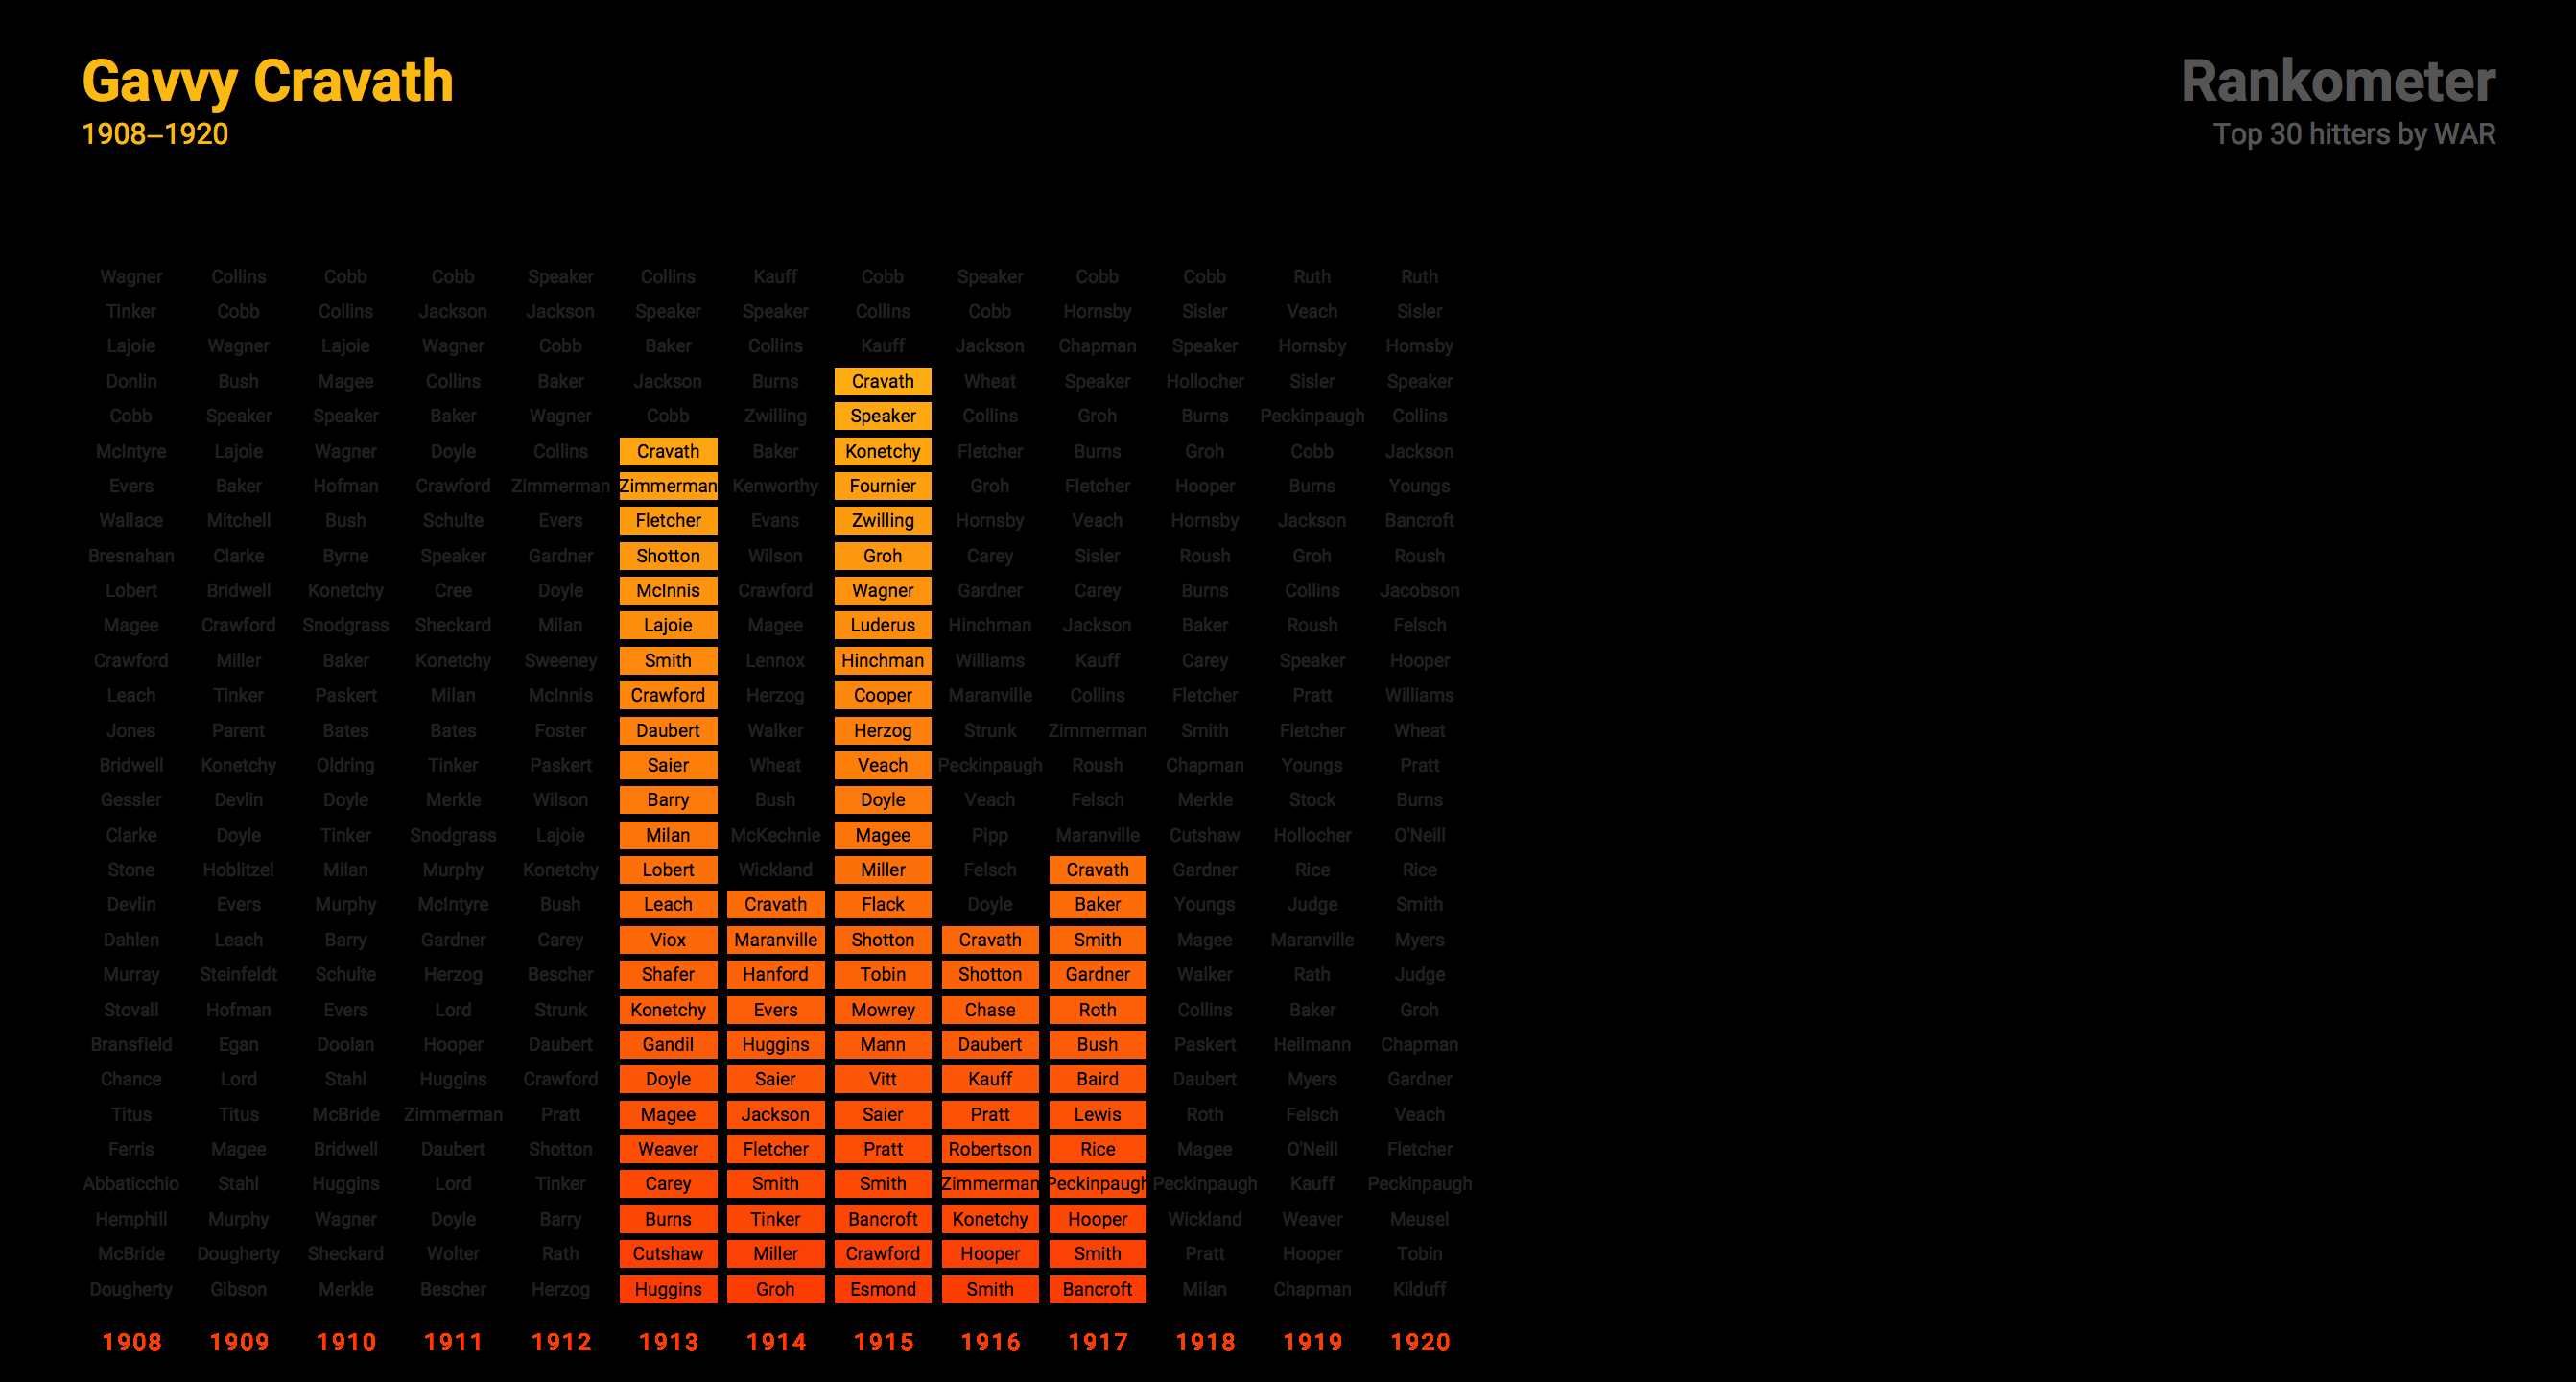 Gavvy Cravath
1908–1920
Rankometer
Top 30 hitters by WAR
Wagner Collins Cobb Cobb Speaker Collins Kauff Cobb Speaker Cobb Cobb Ruth Ruth
Tinker Cobb Collins Jackson Jackson Speaker Speaker Collins Cobb Hornsby Sisler Veach Sisler
Lajoie Wagner Lajoie Wagner Cobb Baker Collins Kauff Jackson Chapman Speaker Hornsby Hornsby
Donlin Bush Magee Collins Baker Jackson Burns Cravath Wheat Speaker Hollocher Sisler Speaker
Cobb Speaker Speaker Baker Wagner Cobb Zwilling Speaker Collins Groh Burns Peckinpaugh Collins
McIntyre Lajoie Wagner Doyle Collins Cravath Baker Konetchy Fletcher Burns Groh Cobb Jackson
Evers Baker Hofman Crawford Zimmerman Zimmerman Kenworthy Fournier Groh Fletcher Hooper Burns Youngs
Wallace Mitchell Bush Schulte Evers Fletcher Evans Zwilling Hornsby Veach Hornsby Jackson Bancroft
Bresnahan Clarke Byrne Speaker Gardner Shotton Wilson Groh Carey Sisler Roush Groh Roush
Lobert Bridwell Konetchy Cree Doyle McInnis Crawford Wagner Gardner Carey Burns Collins Jacobson
Magee Crawford Snodgrass Sheckard Milan Lajoie Magee Luderus Hinchman Jackson Baker Roush Felsch
Crawford Miller Baker Konetchy Sweeney Smith Lennox Hinchman Williams Kauff Carey Speaker Hooper
Leach Tinker Paskert Milan McInnis Crawford Herzog Cooper Maranville Collins Fletcher Pratt Williams
Jones Parent Bates Bates Foster Daubert Walker Herzog Strunk Zimmerman Smith Fletcher Wheat
Bridwell Konetchy Oldring Tinker Paskert Saier Wheat Veach Peckinpaugh Roush Chapman Youngs Pratt
Gessler Devlin Doyle Merkle Wilson Barry Bush Doyle Veach Felsch Merkle Stock Burns
Clarke Doyle Tinker Snodgrass Lajoie Milan McKechnie Magee Pipp Maranville Cutshaw Hollocher O'Neill
Stone Hoblitzel Milan Murphy Konetchy Lobert Wickland Miller Felsch Cravath Gardner Rice Rice
Devlin Evers Murphy McIntyre Bush Leach Cravath Flack Doyle Baker Youngs Judge Smith
Dahlen Leach Barry Gardner Carey Viox Maranville Shotton Cravath Smith Magee Maranville Myers
Murray Steinfeldt Schulte Herzog Bescher Shafer Hanford Tobin Shotton Gardner Walker Rath Judge
Stovall Hofman Evers Lord Strunk Konetchy Evers Mowrey Chase Roth Collins Baker Groh
Bransfield Egan Doolan Hooper Daubert Gandil Huggins Mann Daubert Bush Paskert Heilmann Chapman
Chance Lord Stahl Huggins Crawford Doyle Saier Vitt Kauff Baird Daubert Myers Gardner
Titus Titus McBride Zimmerman Pratt Magee Jackson Saier Pratt Lewis Roth Felsch Veach
Ferris Magee Bridwell Daubert Shotton Weaver Fletcher Pratt Robertson Rice Magee O'Neill Fletcher
Abbaticchio Stahl Huggins Lord Tinker Carey Smith Smith Zimmerman Peckinpaugh Peckinpaugh Kauff Peckinpaugh
Hemphill Murphy Wagner Doyle Barry Burns Tinker Bancroft Konetchy Hooper Wickland Weaver Meusel
McBride Dougherty Sheckard Wolter Rath Cutshaw Miller Crawford Hooper Smith Pratt Hooper Tobin
Dougherty Gibson Merkle Bescher Herzog Huggins Groh Esmond Smith Bancroft Milan Chapman Kilduff
1908 1909 1910 1911 1912 1913 1914 1915 1916 1917 1918 1919 1920